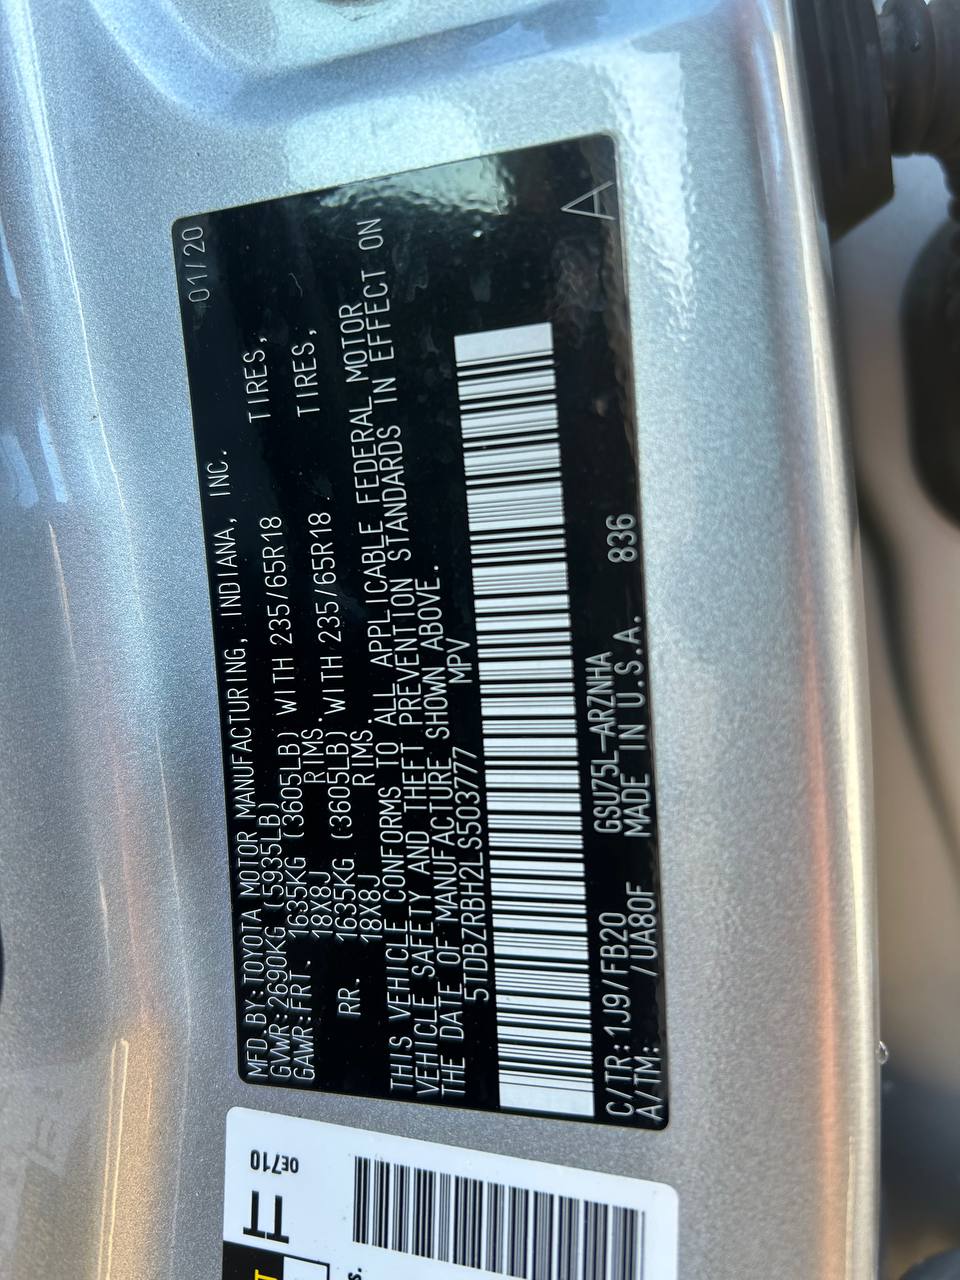 MFD.BY:TOYOTA MOTOR MANUFACTURING, INDIANA, INC. 01/20
GVWR:2690KG (5935LB)
GAWR:FRT. 1635KG (3605LB) WITH 235/65R18 TIRES,
18X8J RIMS.
RR. 1635KG (3605LB) WITH 235/65R18 TIRES,
18X8J RIMS.
THIS VEHICLE CONFORMS TO ALL APPLICABLE FEDERAL MOTOR
VEHICLE SAFETY AND THEFT PREVENTION STANDARDS IN EFFECT ON
THE DATE OF MANUFACTURE SHOWN ABOVE.
5TDBZRBH2LS503777 MPV
C/TR:1J9/FB20 GSU75L-ARZNHA
A/TM: /UA80F MADE IN U.S.A. 836
A
0E710
TT